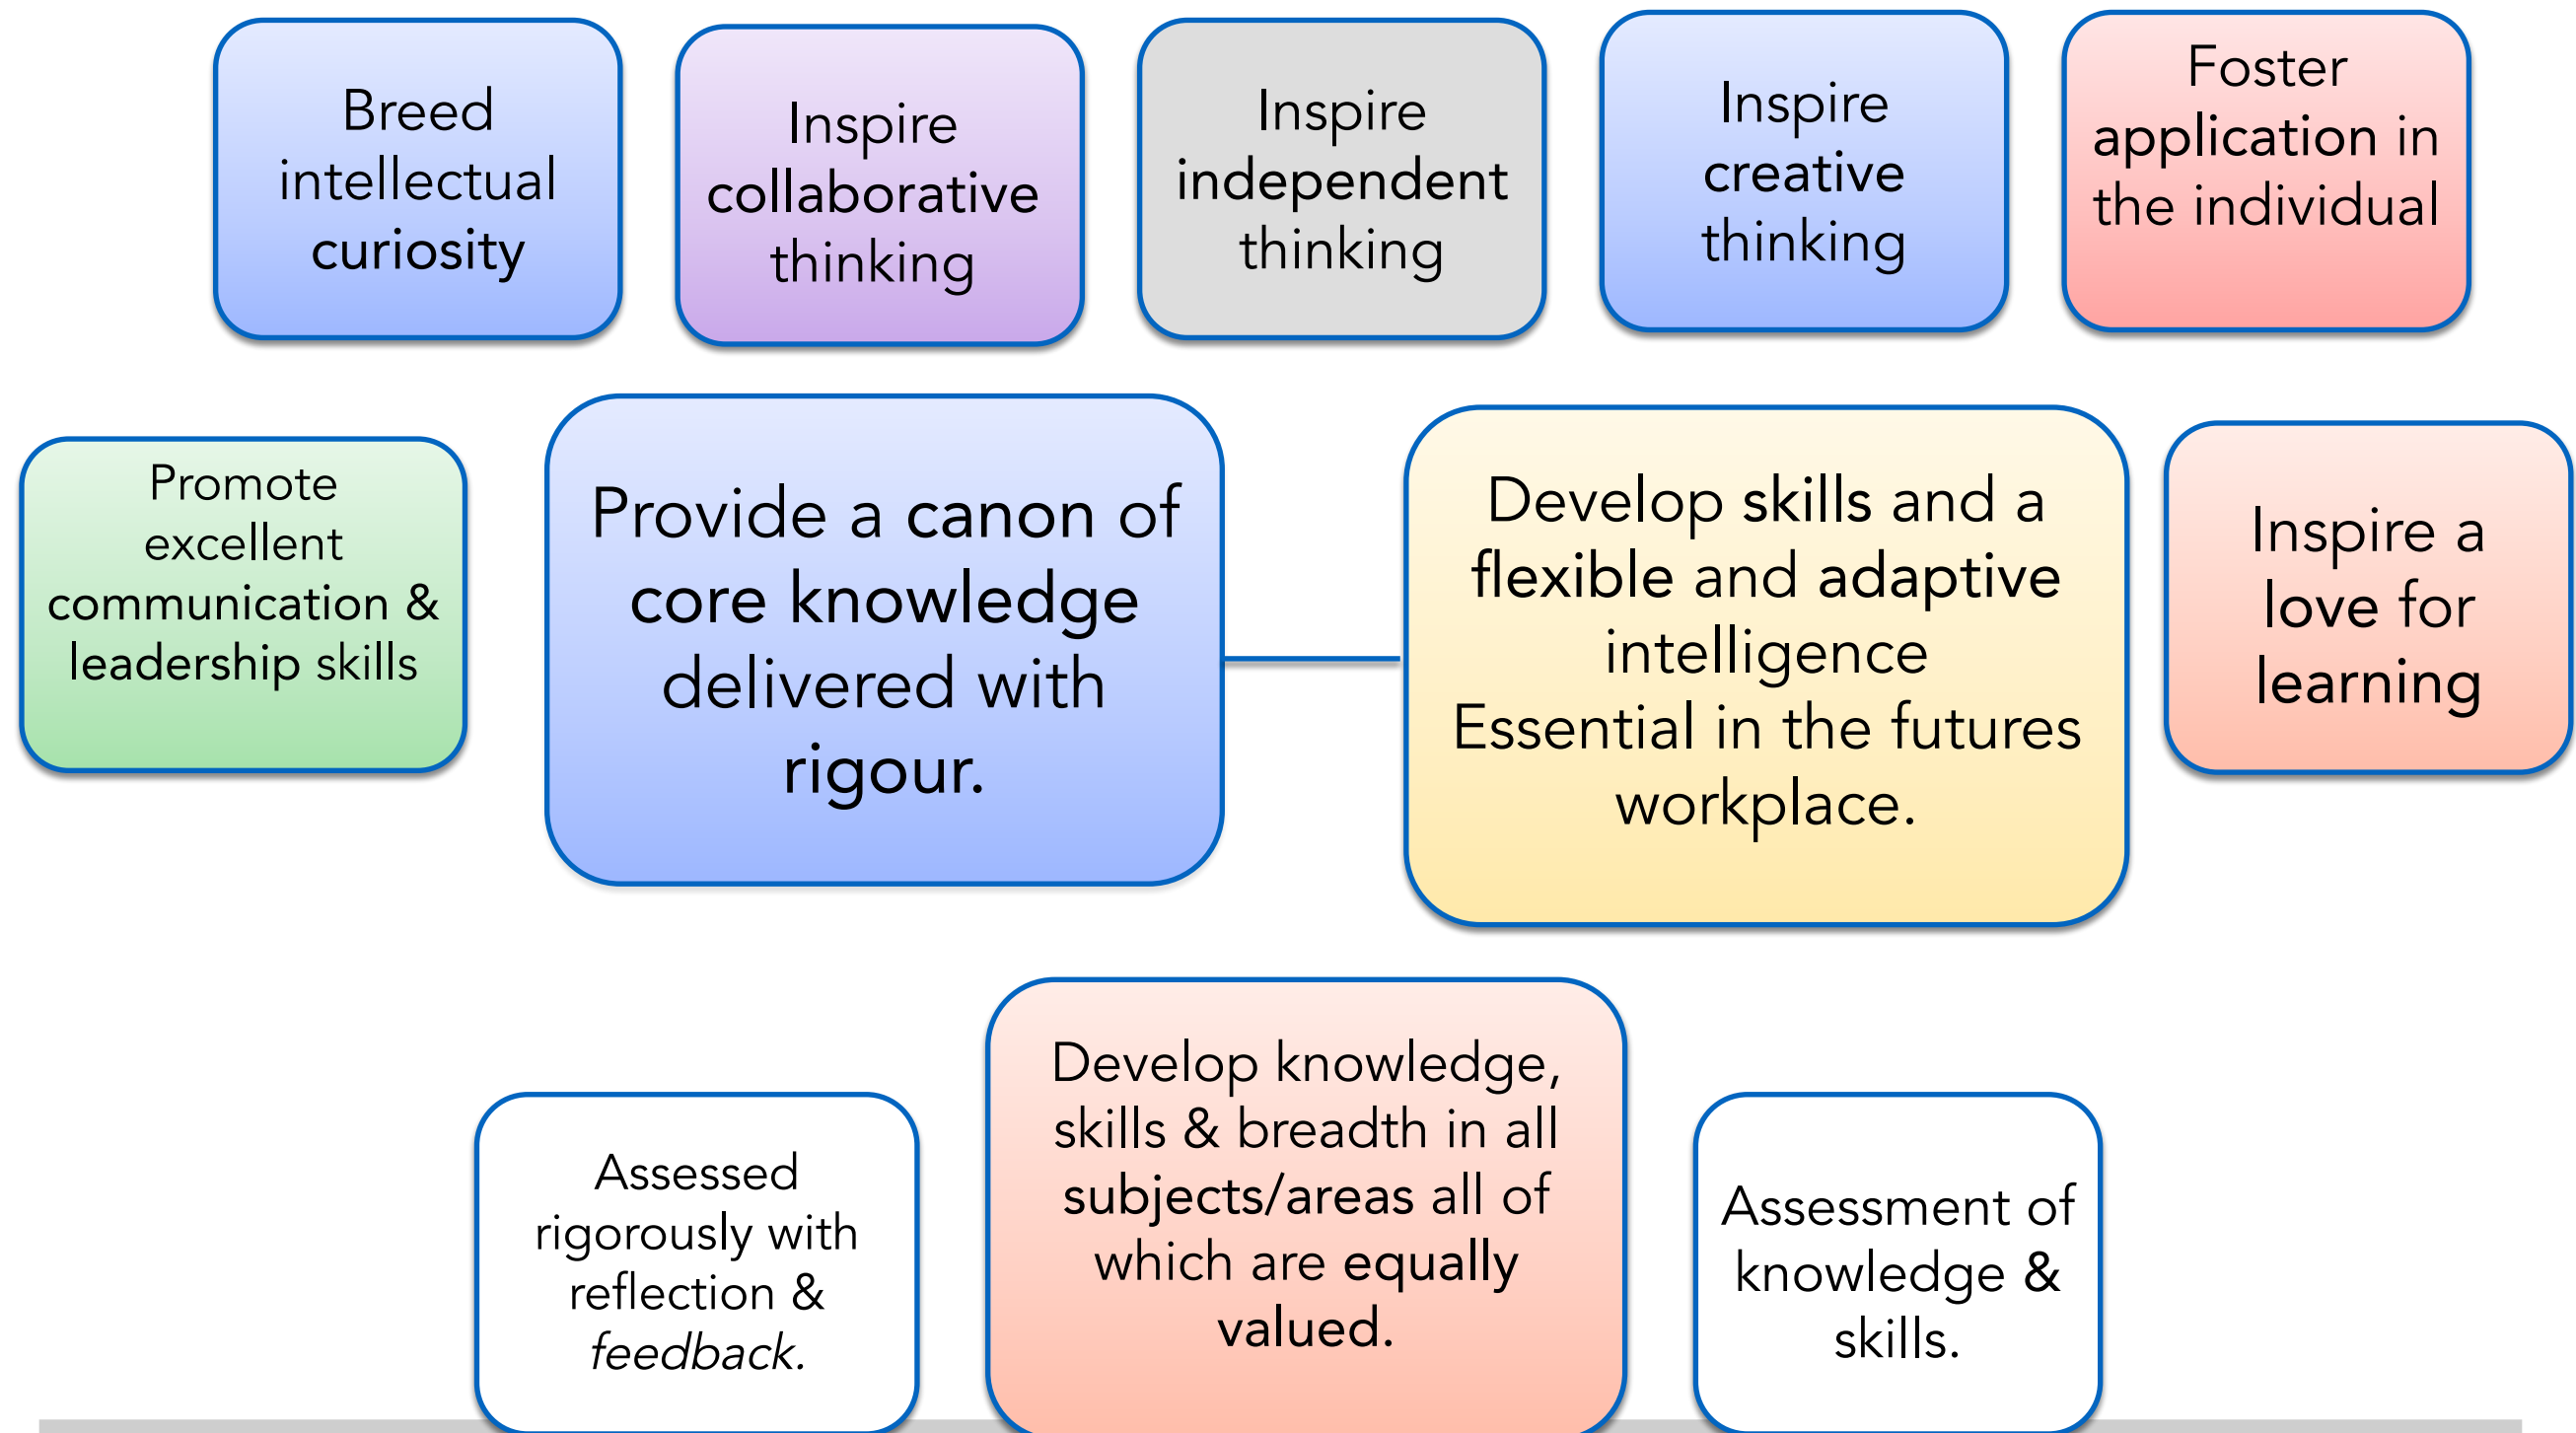 Breed
intellectual
curiosity
Inspire
collaborative
thinking
Inspire
independent
thinking
Inspire
creative
thinking
Foster
application in
the individual
Promote
excellent
communication &
leadership skills
Provide a canon of
core knowledge
delivered with
rigour.
Develop skills and a
flexible and adaptive
intelligence
Essential in the futures
workplace.
Inspire a
love for
learning
Assessed
rigorously with
reflection &
feedback.
Develop knowledge,
skills & breadth in all
subjects/areas all of
which are equally
valued.
Assessment of
knowledge &
skills.